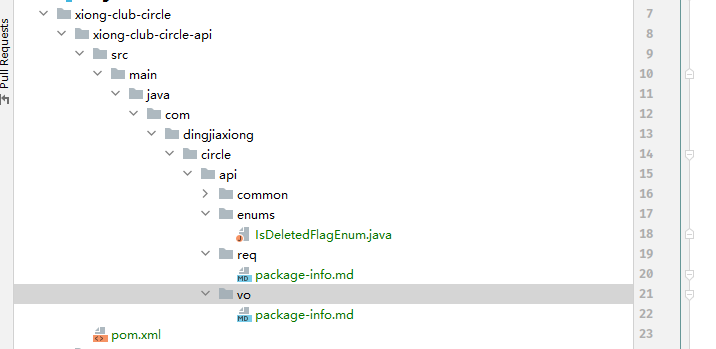 Pull Requests
xiong-club-circle 7
xiong-club-circle-api 8
src 9
main 10
java 11
com 12
dingjiaxiong 13
circle 14
api 15
common 16
enums 17
IsDeletedFlagEnum.java 18
req 19
MD package-info.md 20
vo 21
MD package-info.md 22
pom.xml 23